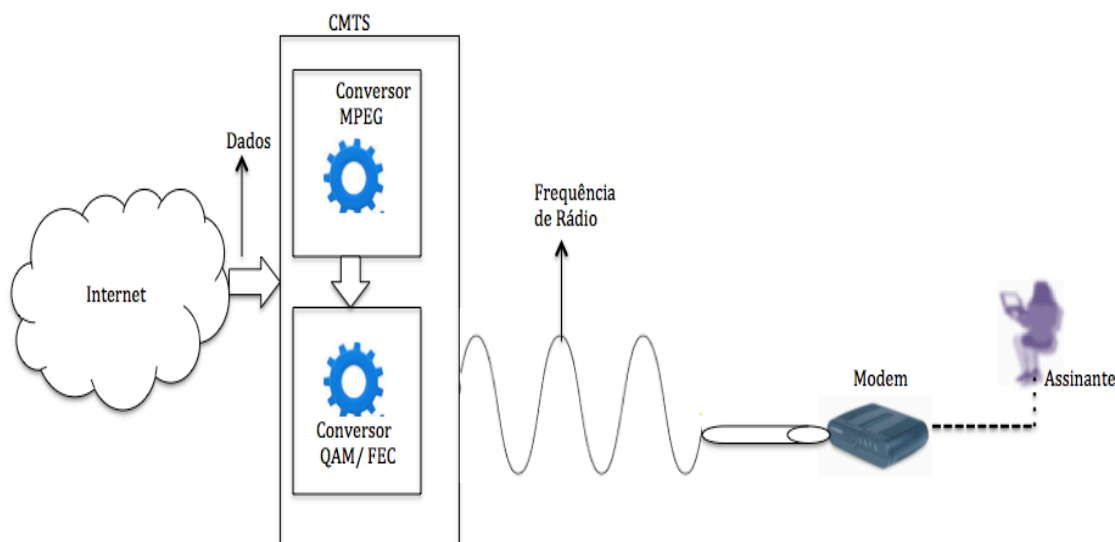 CMTS
Conversor
MPEG
Dados
Internet
Conversor
QAM/ FEC
Frequência
de Rádio
Modem
Assinante